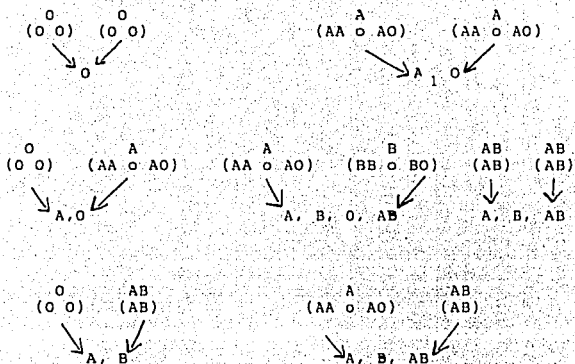 O O A A
(O O) (O O) (AA o AO) (AA o AO)
O A 1 O
O A A B AB AB
(O O) (AA o AO) (AA o AO) (BB o BO) (AB) (AB)
A,O A, B, O, AB A, B, AB
O AB A AB
(O O) (AB) (AA o AO) (AB)
A, B A, B, AB